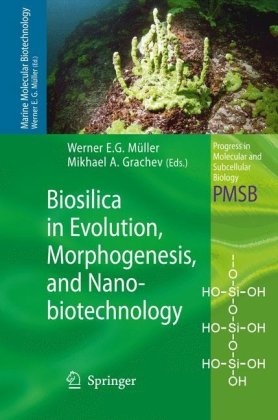 Marine Molecular Biotechnology
Werner E. G. Müller (Ed.)
Werner E.G. Müller
Mikhael A. Grachev (Eds.)
Progress in
Molecular and
Subcellular
Biology
PMSB
Biosilica
in Evolution,
Morphogenesis,
and Nano-
biotechnology
O
HO–Si–OH
O
HO–Si–OH
O
HO–Si–OH
OH
Springer